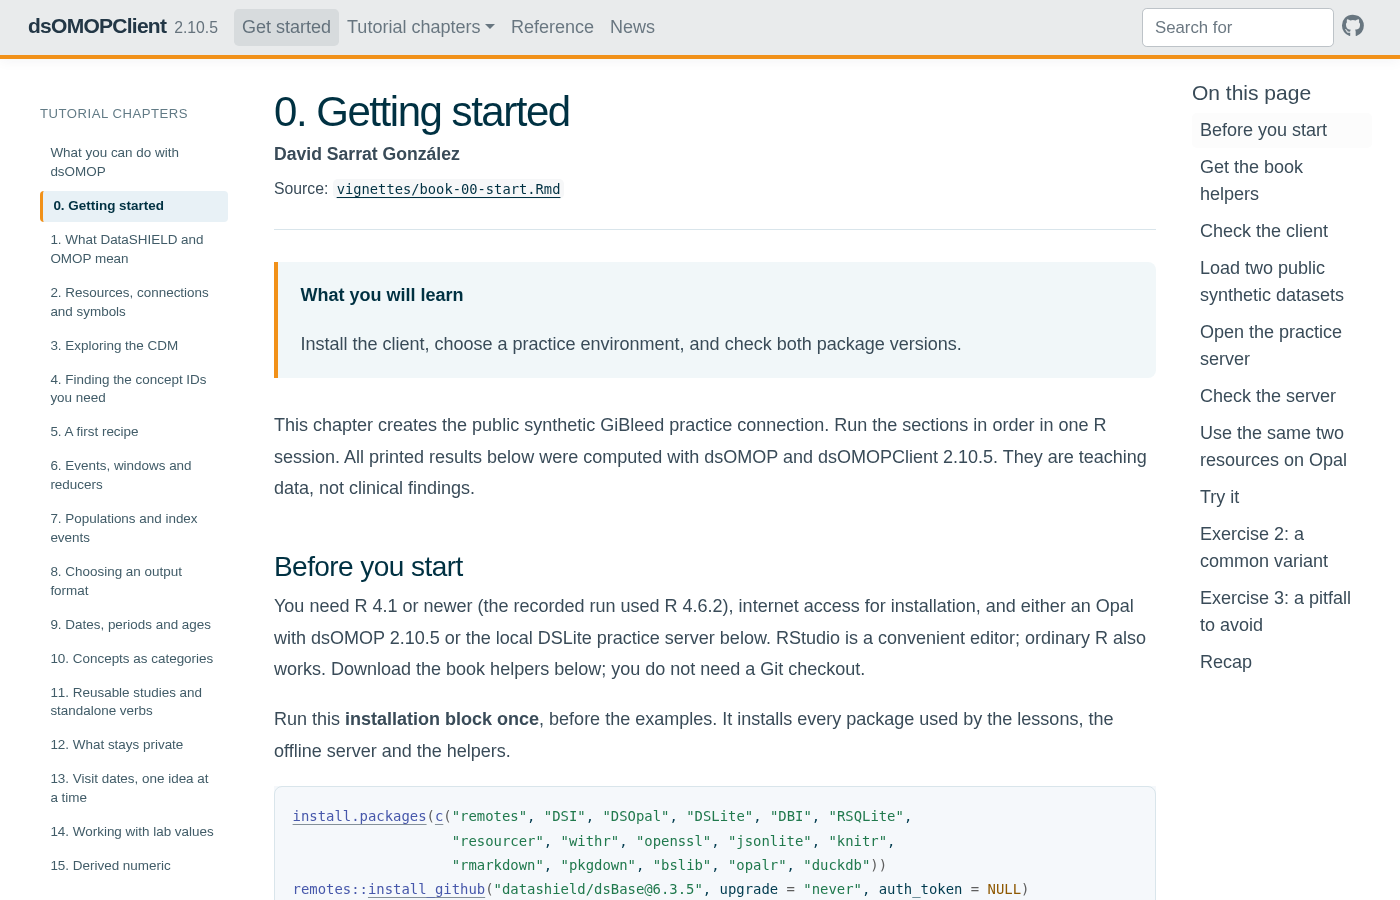 dsOMOPClient 2.10.5 Get started Tutorial chapters Reference News Search for
TUTORIAL CHAPTERS
What you can do with
dsOMOP
0. Getting started
1. What DataSHIELD and
OMOP mean
2. Resources, connections
and symbols
3. Exploring the CDM
4. Finding the concept IDs
you need
5. A first recipe
6. Events, windows and
reducers
7. Populations and index
events
8. Choosing an output
format
9. Dates, periods and ages
10. Concepts as categories
11. Reusable studies and
standalone verbs
12. What stays private
13. Visit dates, one idea at
a time
14. Working with lab values
15. Derived numeric
0. Getting started
David Sarrat González
Source: vignettes/book-00-start.Rmd
What you will learn
Install the client, choose a practice environment, and check both package versions.
This chapter creates the public synthetic GiBleed practice connection. Run the sections in order in one R
session. All printed results below were computed with dsOMOP and dsOMOPClient 2.10.5. They are teaching
data, not clinical findings.
Before you start
You need R 4.1 or newer (the recorded run used R 4.6.2), internet access for installation, and either an Opal
with dsOMOP 2.10.5 or the local DSLite practice server below. RStudio is a convenient editor; ordinary R also
works. Download the book helpers below; you do not need a Git checkout.
Run this installation block once, before the examples. It installs every package used by the lessons, the
offline server and the helpers.
install.packages(c("remotes", "DSI", "DSOpal", "DSLite", "DBI", "RSQLite",
"resourcer", "withr", "openssl", "jsonlite", "knitr",
"rmarkdown", "pkgdown", "bslib", "opalr", "duckdb"))
remotes::install_github("datashield/dsBase@6.3.5", upgrade = "never", auth_token = NULL)
On this page
Before you start
Get the book
helpers
Check the client
Load two public
synthetic datasets
Open the practice
server
Check the server
Use the same two
resources on Opal
Try it
Exercise 2: a
common variant
Exercise 3: a pitfall
to avoid
Recap